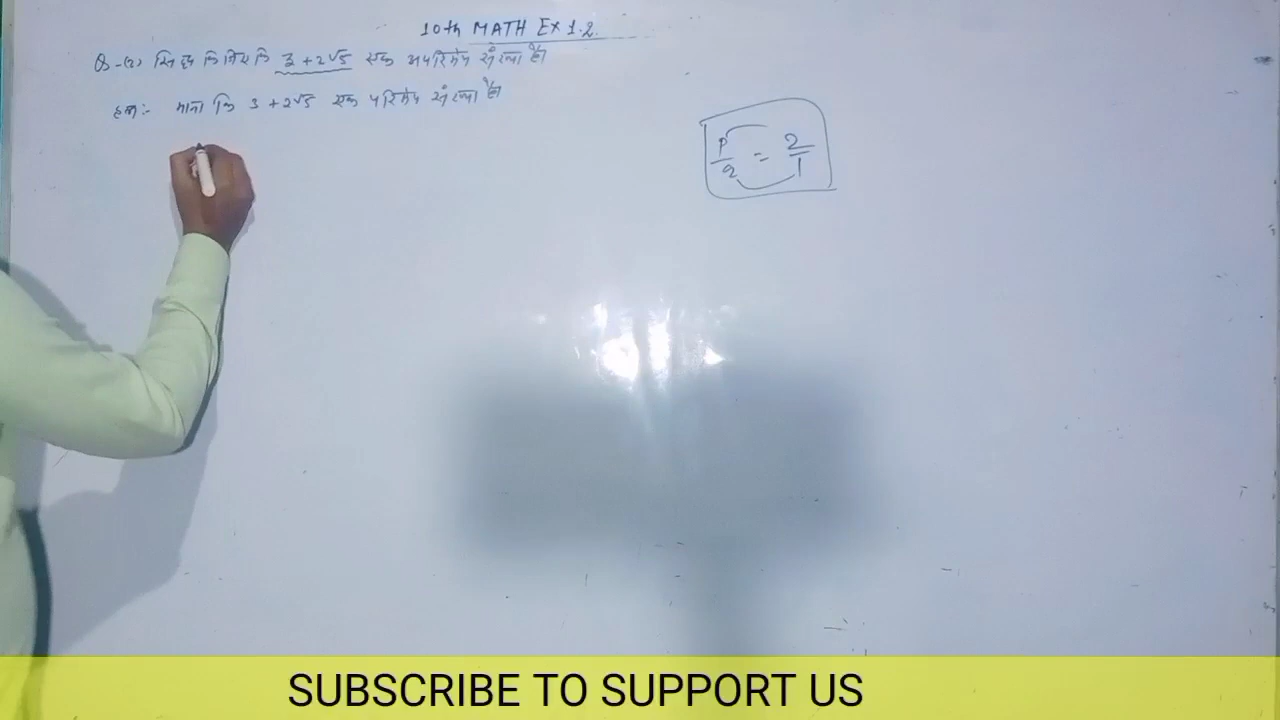 10th MATH EX 1.2
Q-(2) सिद्ध किजिए कि 3 + 2√5 एक अपरिमेय संख्या है।
हल:- माना कि 3 + 2√5 एक परिमेय संख्या है।
p/q = 2/1
SUBSCRIBE TO SUPPORT US